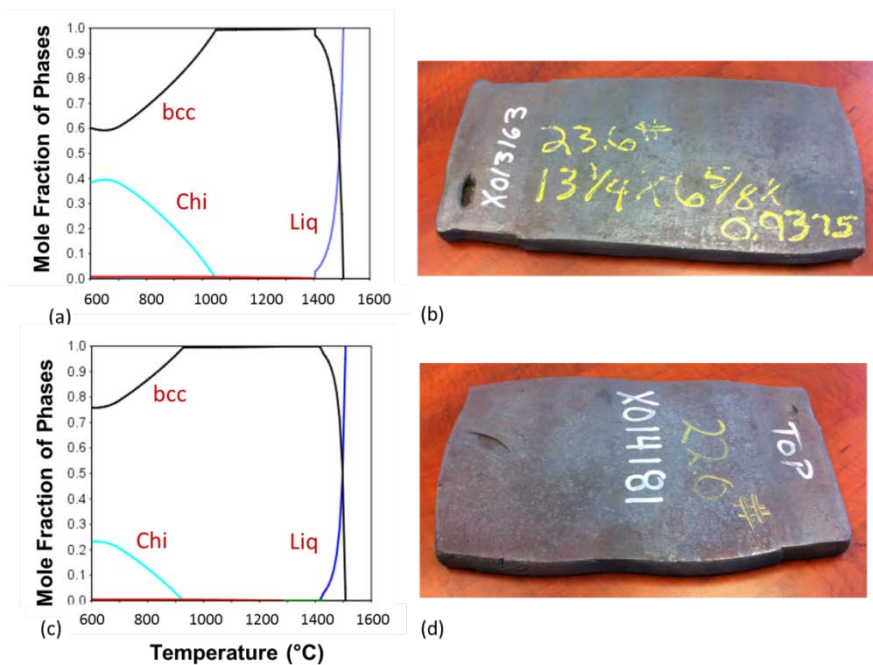 Mole Fraction of Phases
1.0
0.9
0.8
0.7
0.6
0.5
0.4
0.3
0.2
0.1
0.0
bcc
Chi
Liq
600 800 1000 1200 1400 1600
(a)
X013163
23.6#
13 1/4 X 6 5/8 X
0.9375
(b)
Mole Fraction of Phases
1.0
0.9
0.8
0.7
0.6
0.5
0.4
0.3
0.2
0.1
0.0
bcc
Chi
Liq
600 800 1000 1200 1400 1600
(c)
Temperature (°C)
X014181
22.6 #
TOP
(d)